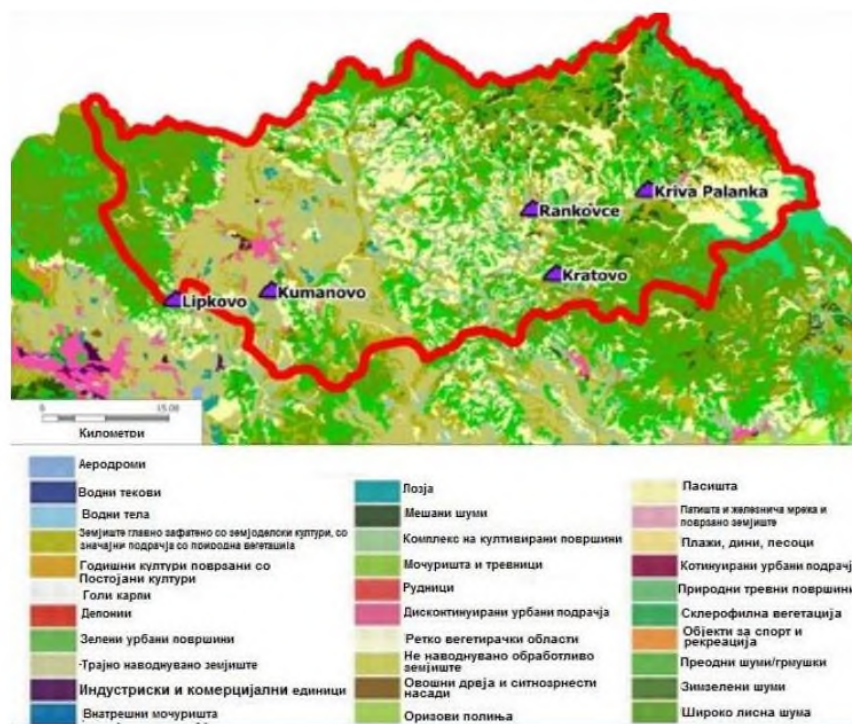 Kriva Palanka
Rankovce
Kratovo
Kumanovo
Lipkovo
0 15.00
Километри
Аеродроми
Водни текови
Водни тела
Земјиште главно зафатено со земјоделски култури, со
значајни подрачја со природна вегетација
Годишни култури поврзани со
Постојани култури
Голи карпи
Депонии
Зелени урбани површини
-Трајно наводнувано земјиште
Индустриски и комерцијални единици
Внатрешни мочуришта
Лозја
Мешани шуми
Комплекс на култивирани површини
Мочуришта и тревници
Рудници
Дисконтинуирани урбани подрачја
Ретко вегетирачки области
Не наводнувано обработливо
земјиште
Овошни дрвја и ситнозрнести
насади
Оризови полиња
Пасишта
Патишта и железничка мрежа и
поврзано земјиште
Плажи, дини, песоци
Котинуирани урбани подрачј
Природни тревни површини
Склерофилна вегетација
Објекти за спорт и
рекреација
Преодни шуми/грмушки
Зимзелени шуми
Широко лисна шума